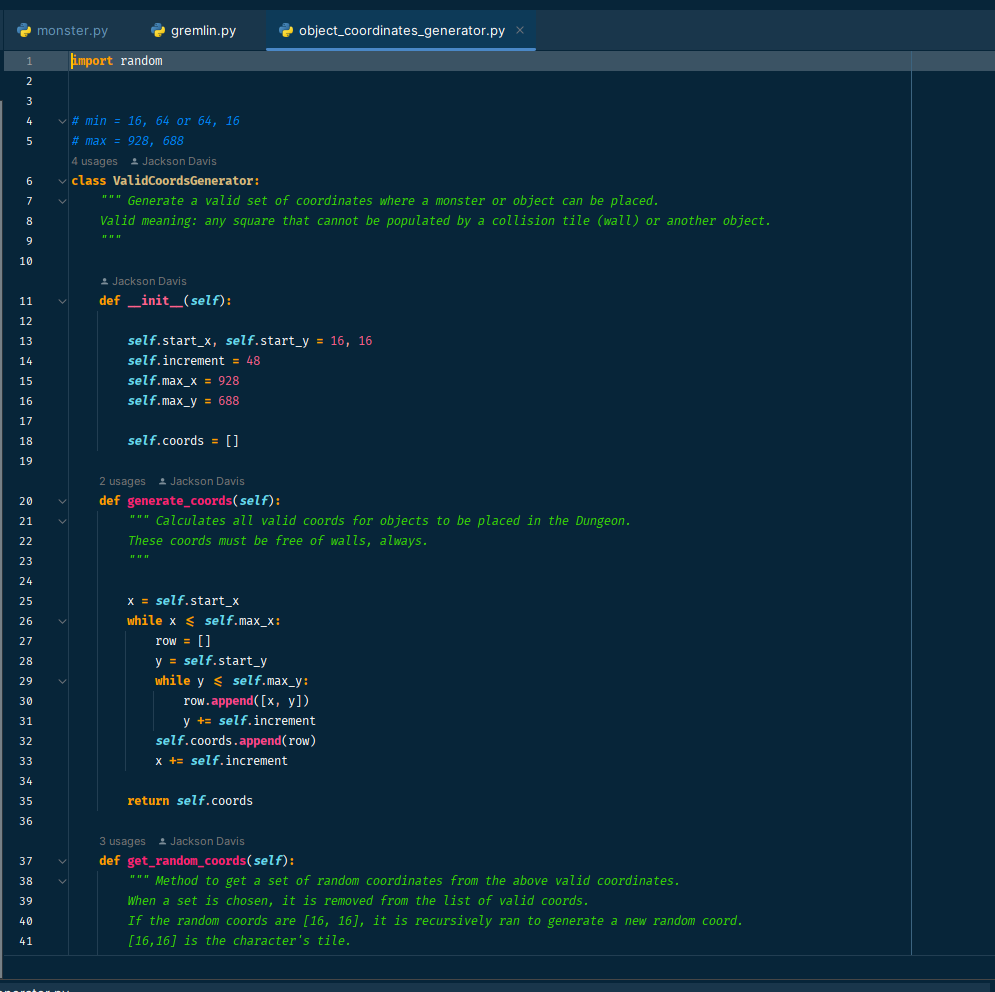 monster.py gremlin.py object_coordinates_generator.py ×
1 import random
2
3
4 # min = 16, 64 or 64, 16
5 # max = 928, 688
4 usages Jackson Davis
6 class ValidCoordsGenerator:
7 """ Generate a valid set of coordinates where a monster or object can be placed.
8 Valid meaning: any square that cannot be populated by a collision tile (wall) or another object.
9 """
10
Jackson Davis
11 def __init__(self):
12
13 self.start_x, self.start_y = 16, 16
14 self.increment = 48
15 self.max_x = 928
16 self.max_y = 688
17
18 self.coords = []
19
2 usages Jackson Davis
20 def generate_coords(self):
21 """ Calculates all valid coords for objects to be placed in the Dungeon.
22 These coords must be free of walls, always.
23 """
24
25 x = self.start_x
26 while x ⩽ self.max_x:
27 row = []
28 y = self.start_y
29 while y ⩽ self.max_y:
30 row.append([x, y])
31 y += self.increment
32 self.coords.append(row)
33 x += self.increment
34
35 return self.coords
36
3 usages Jackson Davis
37 def get_random_coords(self):
38 """ Method to get a set of random coordinates from the above valid coordinates.
39 When a set is chosen, it is removed from the list of valid coords.
40 If the random coords are [16, 16], it is recursively ran to generate a new random coord.
41 [16,16] is the character's tile.